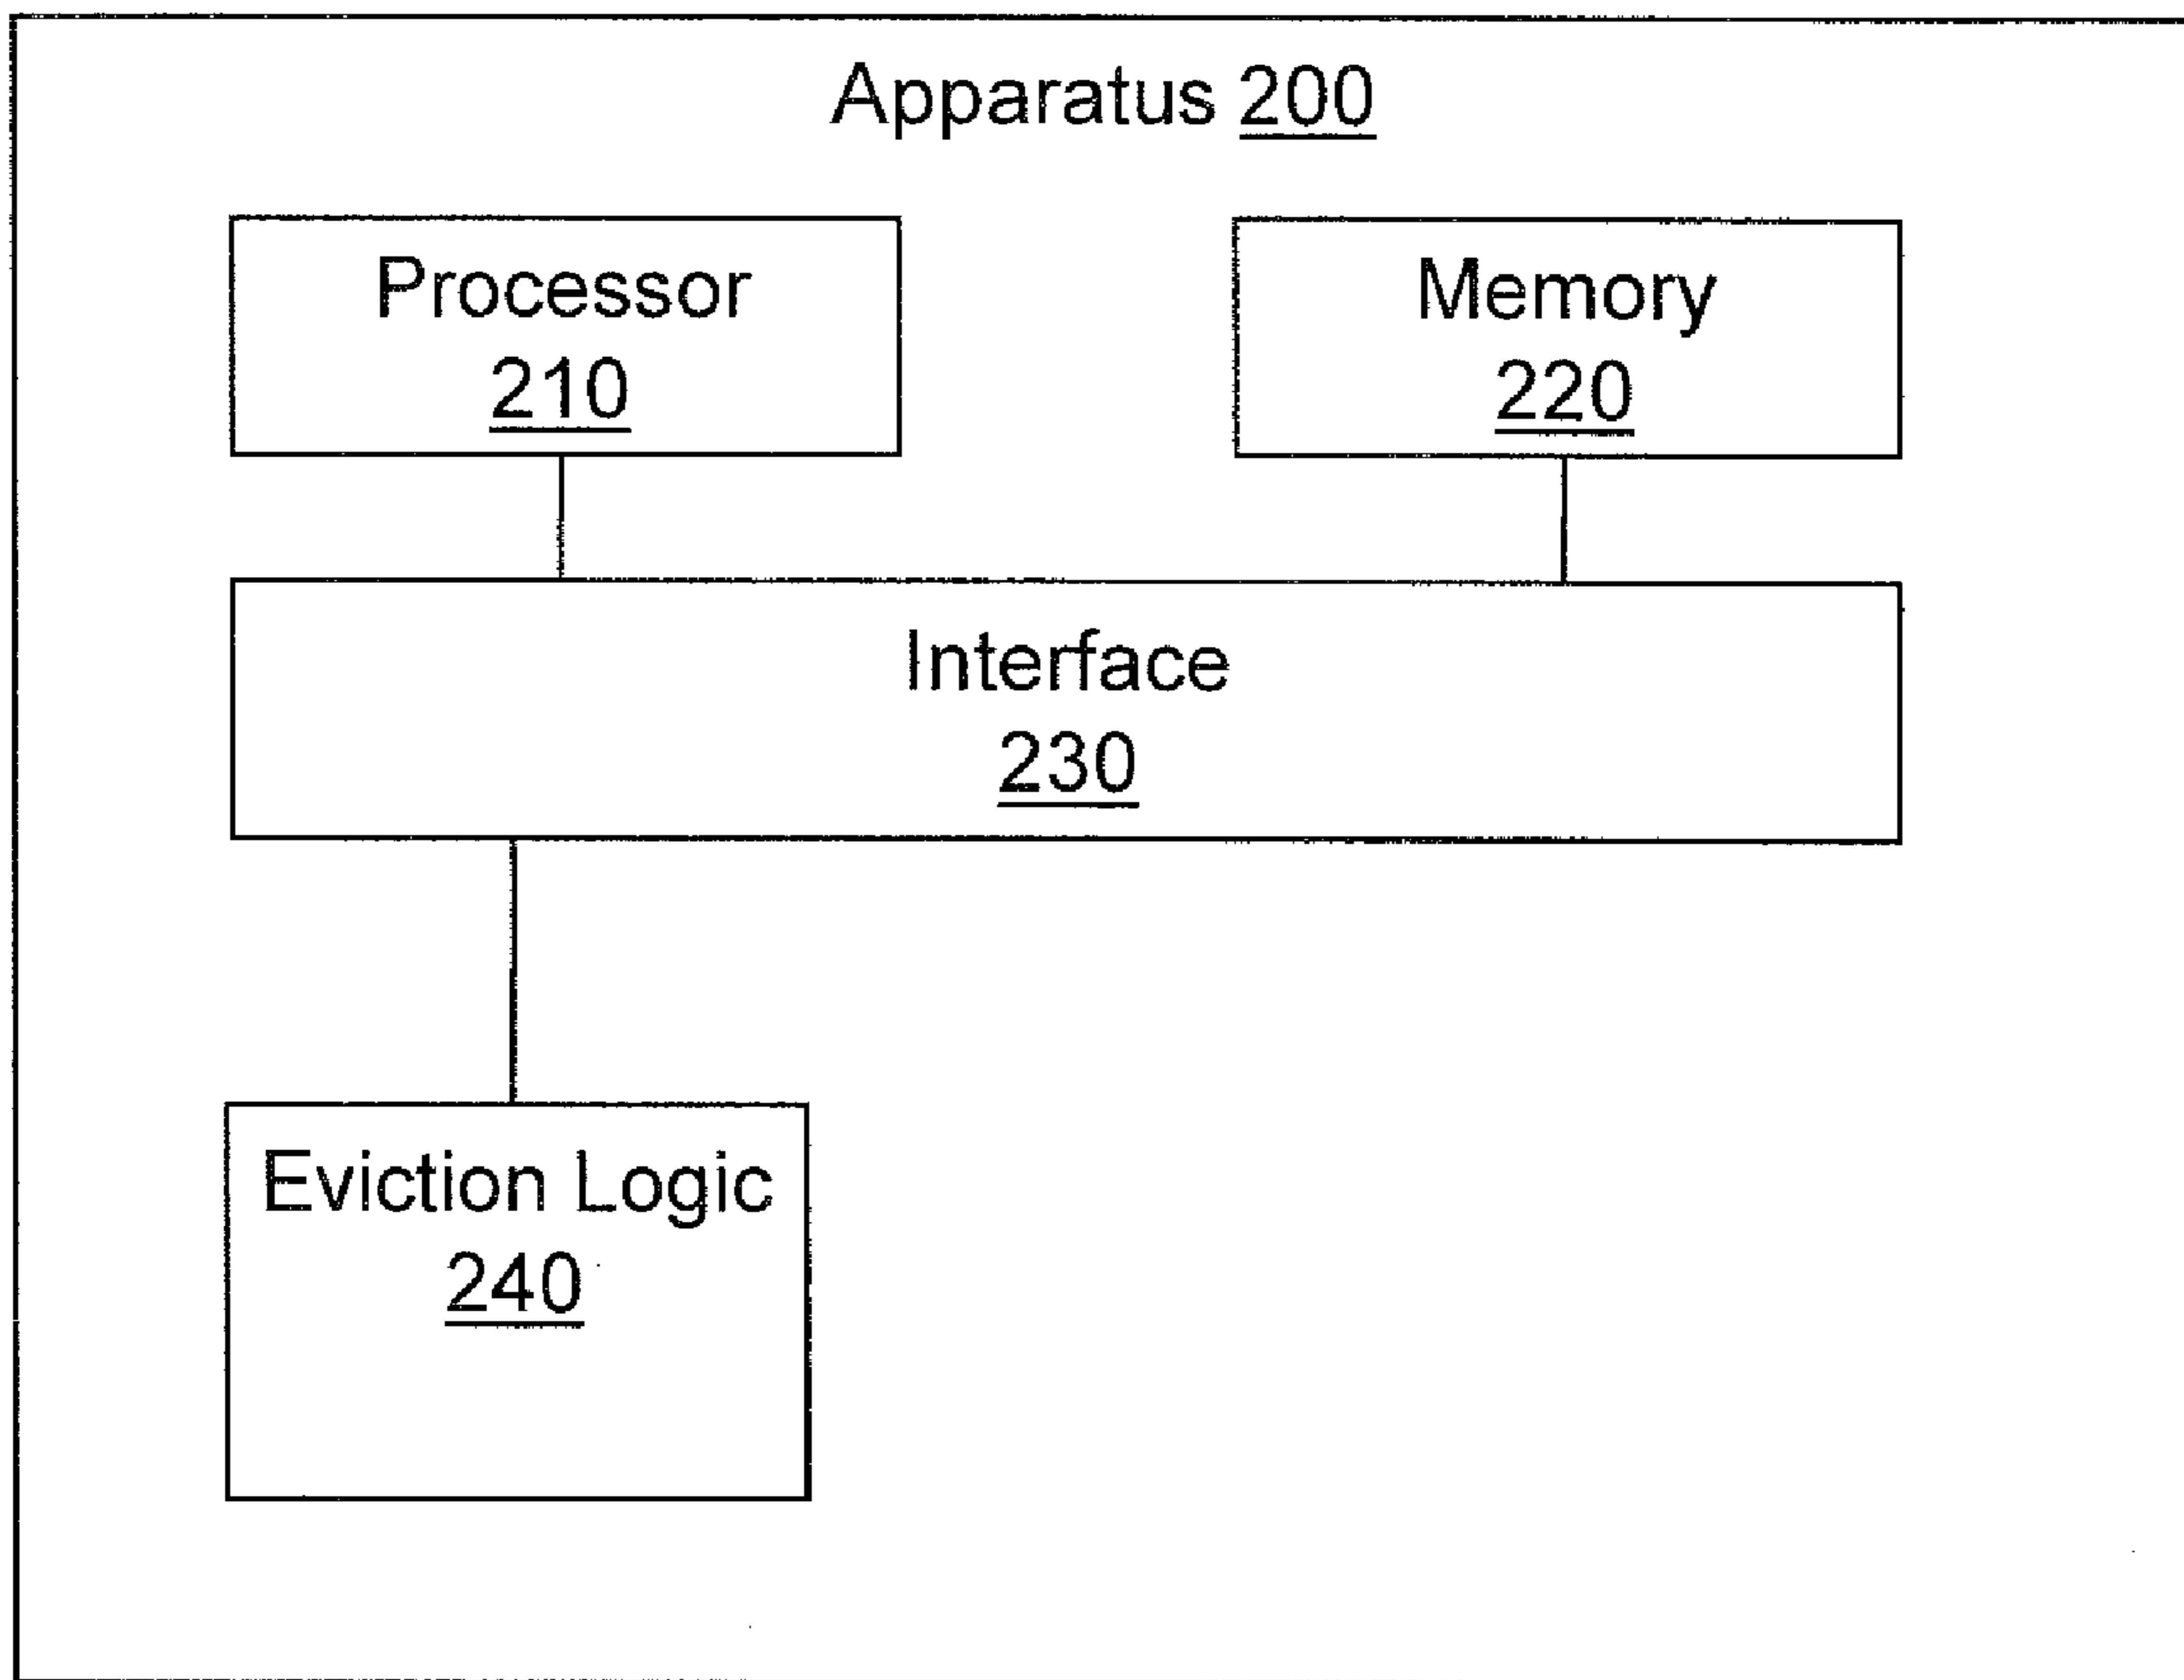 Apparatus 200
Processor
210
Memory
220
Interface
230
Eviction Logic
240